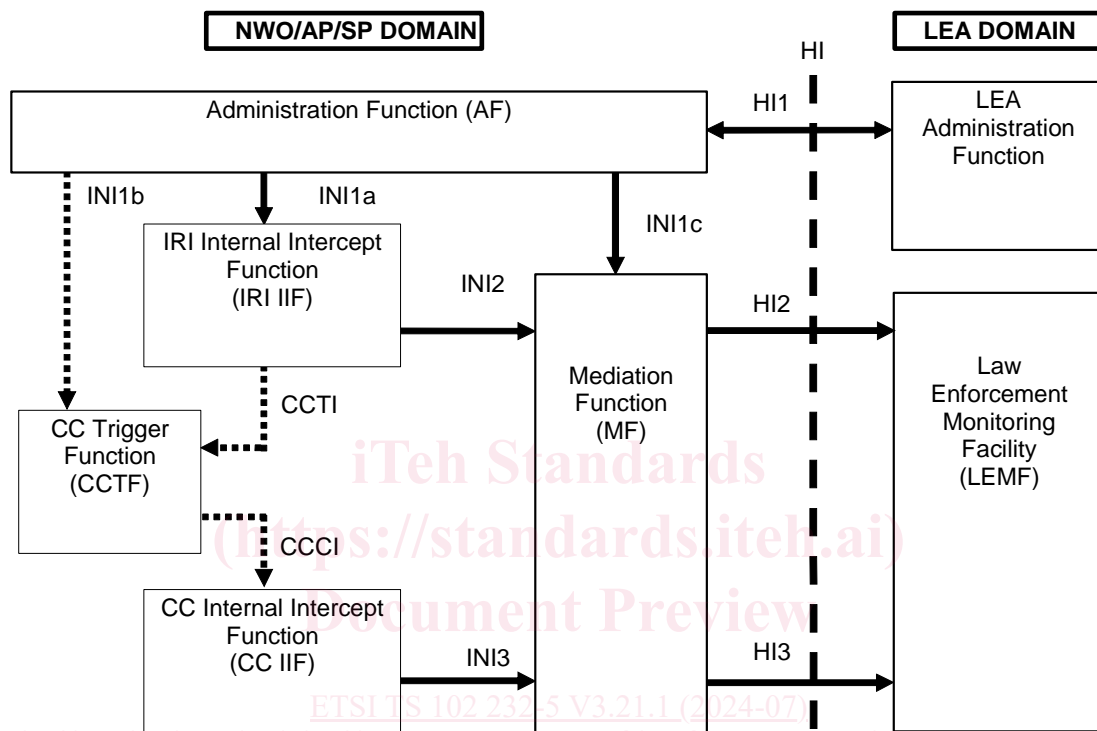 NWO/AP/SP DOMAIN
LEA DOMAIN
HI
Administration Function (AF)
HI1
LEA
Administration
Function
INI1b
INI1a
INI1c
IRI Internal Intercept
Function
(IRI IIF)
INI2
HI2
Mediation
Function
(MF)
Law
Enforcement
Monitoring
Facility
(LEMF)
CCTI
CC Trigger
Function
(CCTF)
CCCI
CC Internal Intercept
Function
(CC IIF)
INI3
HI3
iTeh Standards
(https://standards.iteh.ai)
Document Preview
ETSI TS 102 232-5 V3.21.1 (2024-07)